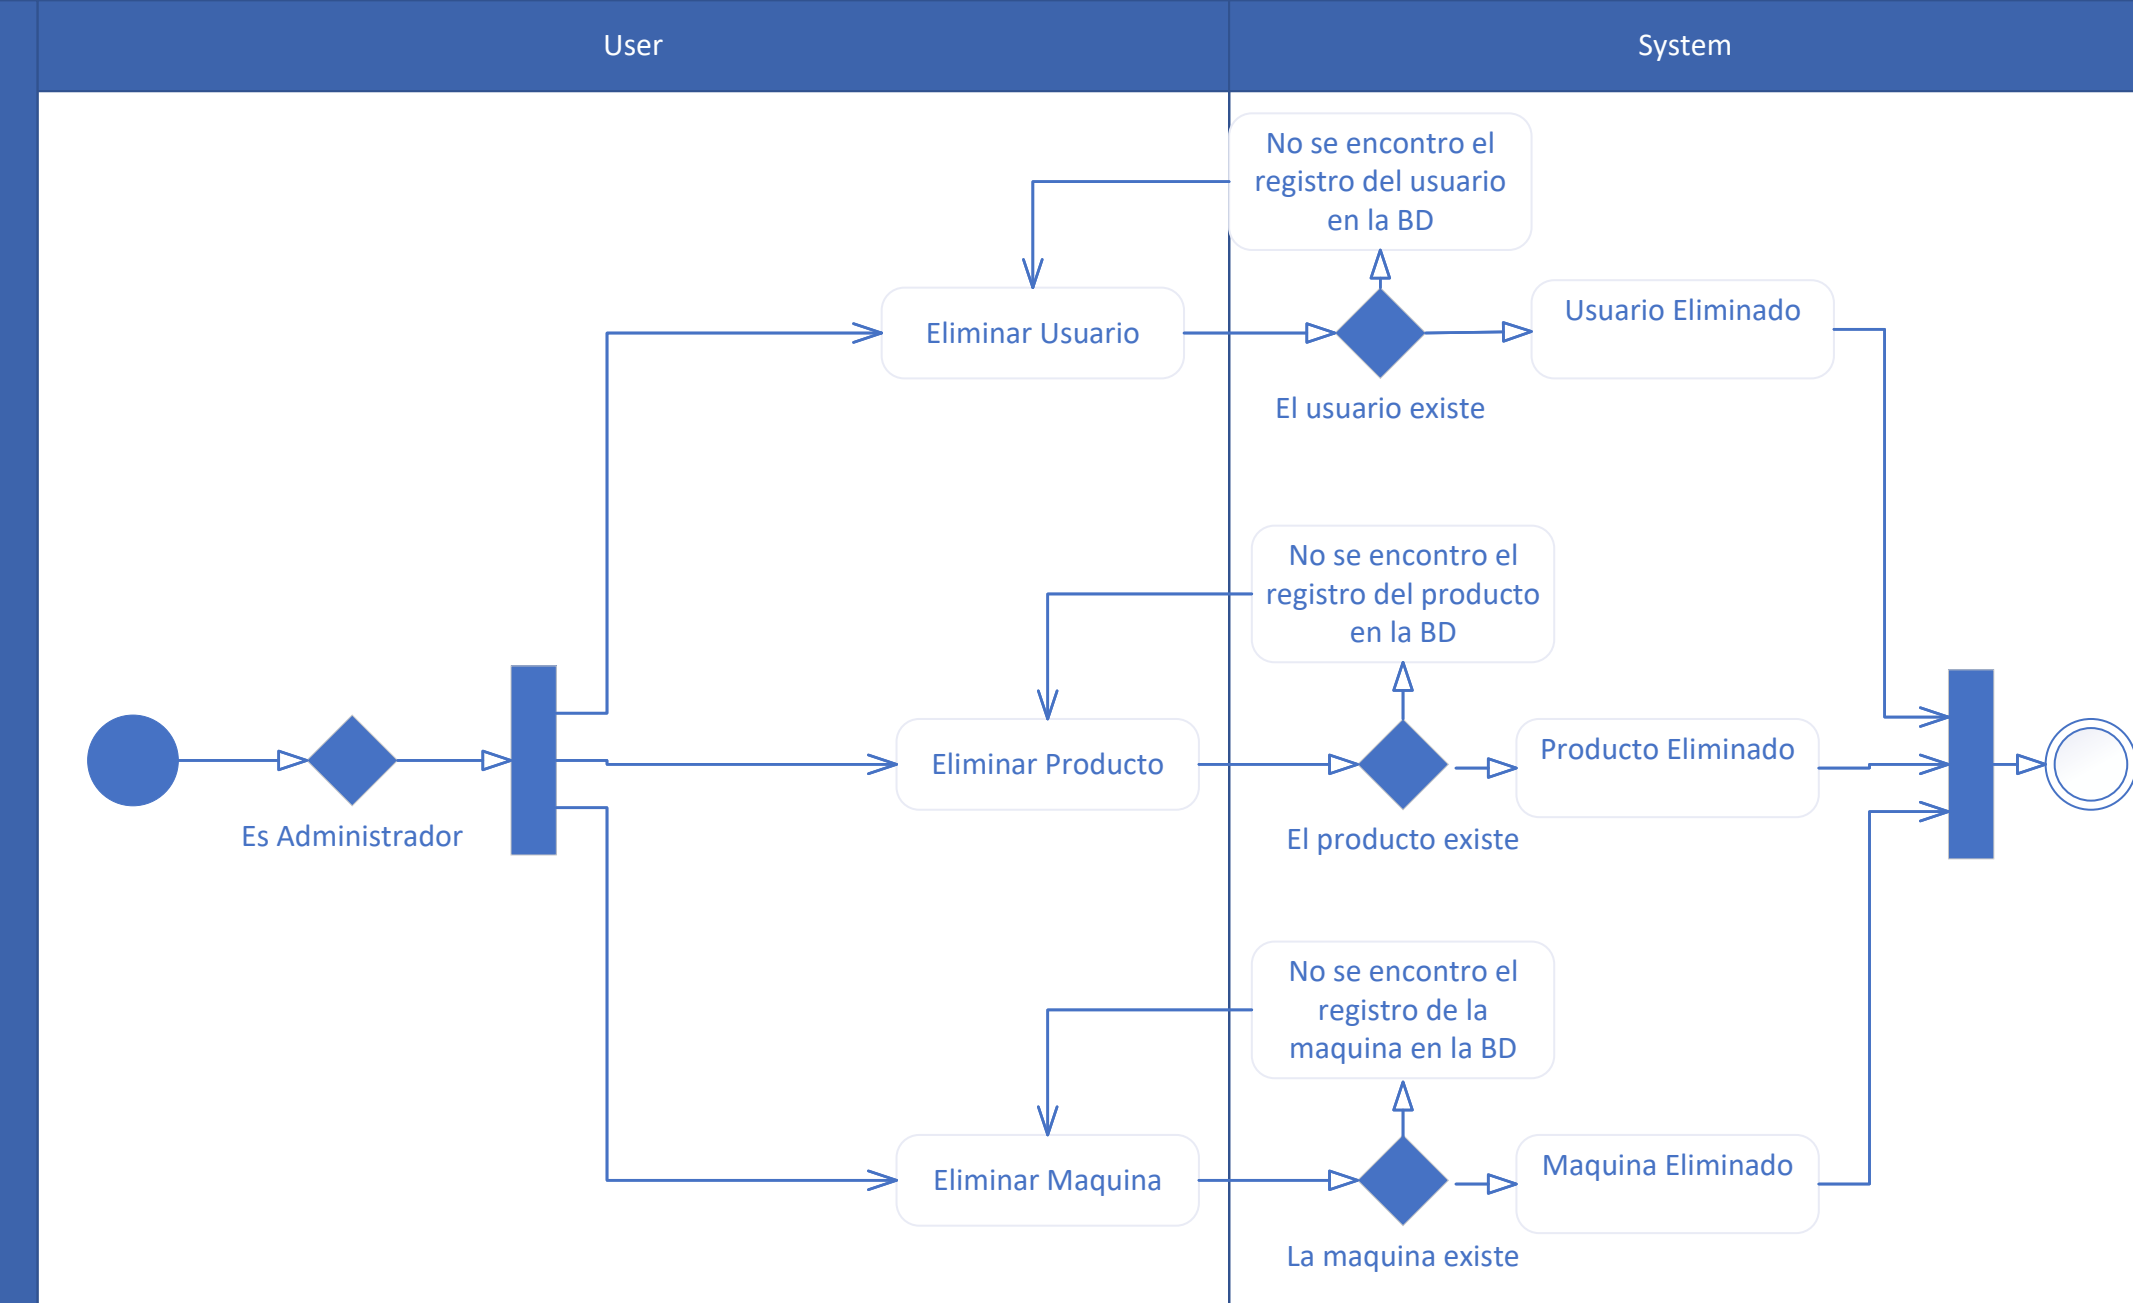 User
System
No se encontro el
registro del usuario
en la BD
Eliminar Usuario
Usuario Eliminado
El usuario existe
No se encontro el
registro del producto
en la BD
Es Administrador
Eliminar Producto
Producto Eliminado
El producto existe
No se encontro el
registro de la
maquina en la BD
Eliminar Maquina
Maquina Eliminado
La maquina existe